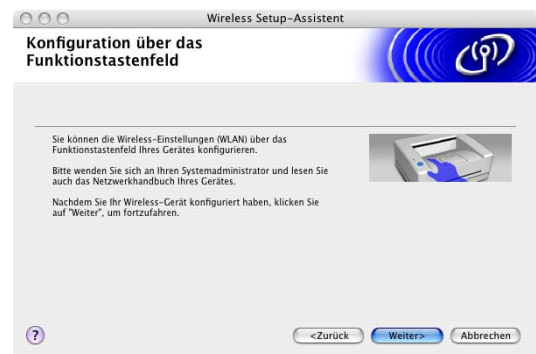 Wireless Setup-Assistent
Konfiguration über das
Funktionstastenfeld
Sie können die Wireless-Einstellungen (WLAN) über das
Funktionstastenfeld Ihres Gerätes konfigurieren.
Bitte wenden Sie sich an Ihren Systemadministrator und lesen Sie
auch das Netzwerkhandbuch Ihres Gerätes.
Nachdem Sie Ihr Wireless-Gerät konfiguriert haben, klicken Sie
auf "Weiter", um fortzufahren.
?
<Zurück
Weiter>
Abbrechen